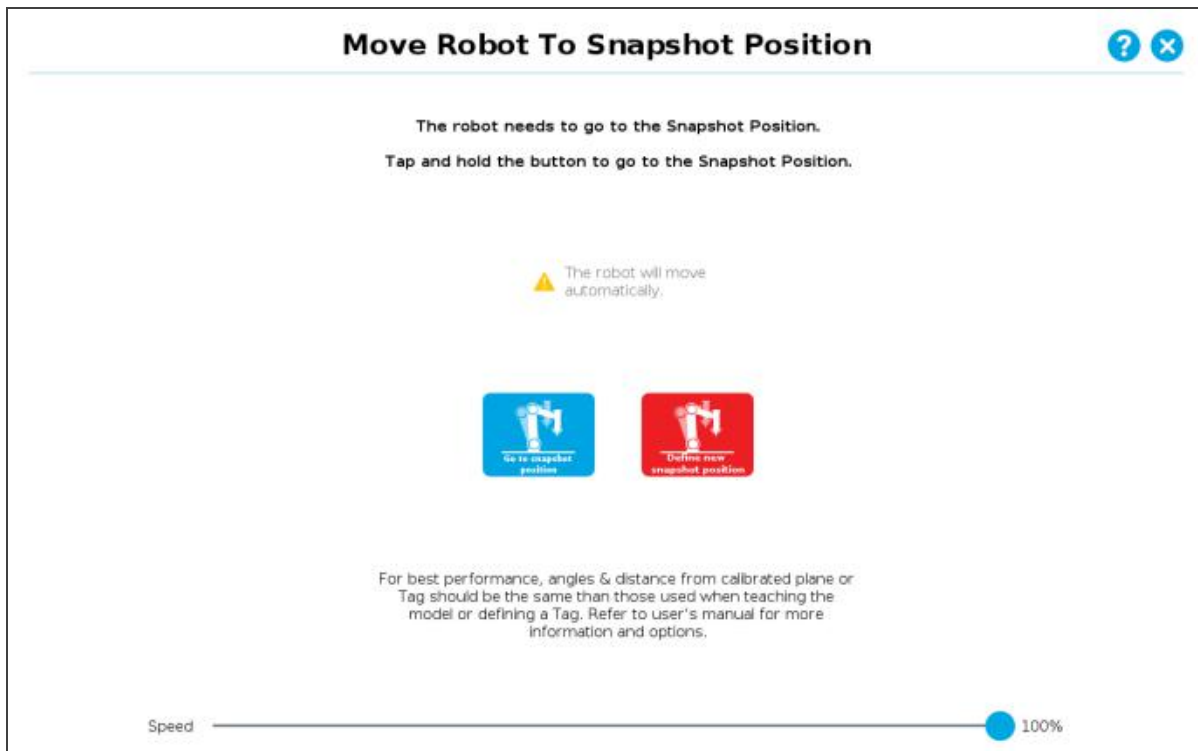 Move Robot To Snapshot Position
?
The robot needs to go to the Snapshot Position.
Tap and hold the button to go to the Snapshot Position.
The robot will move
automatically.
Go to snapshot
position
Define new
snapshot position
For best performance, angles & distance from calibrated plane or
Tag should be the same than those used when teaching the
model or defining a Tag. Refer to user's manual for more
information and options.
Speed 100%